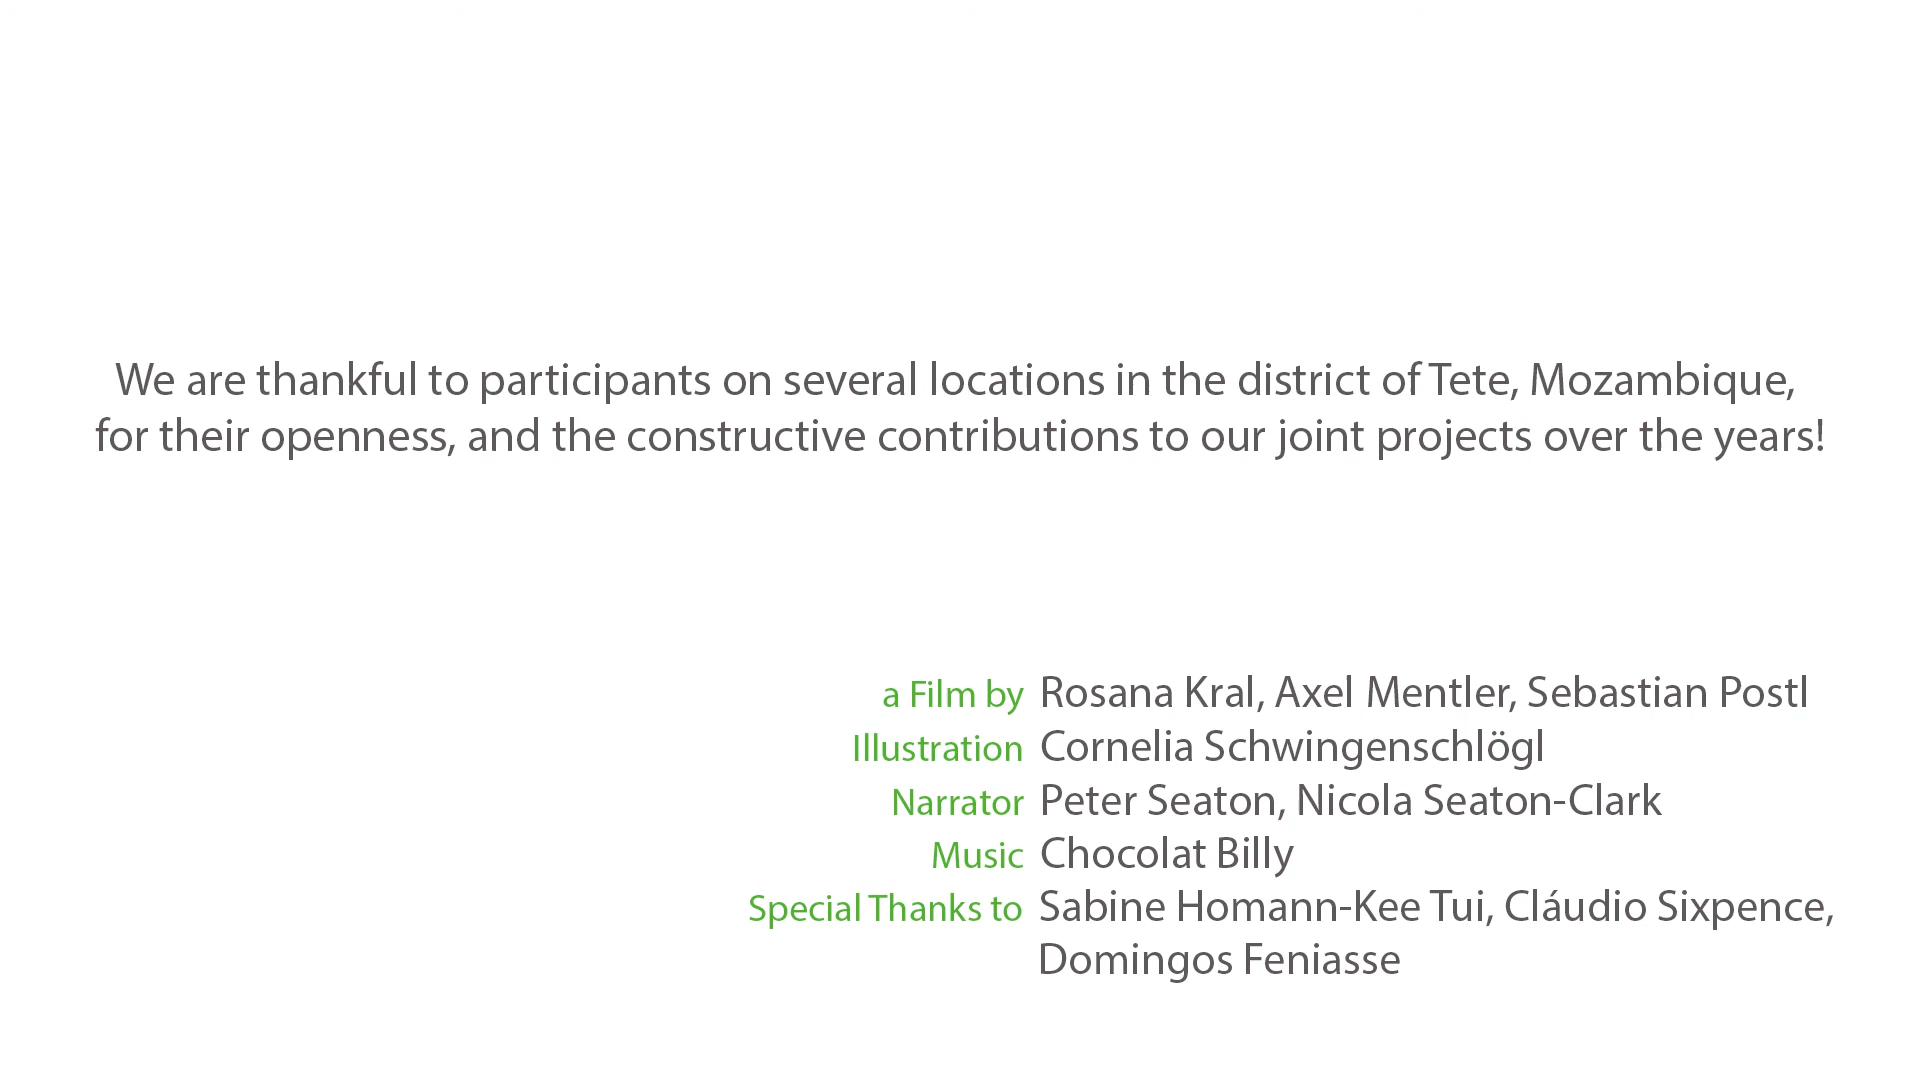 We are thankful to participants on several locations in the district of Tete, Mozambique,
for their openness, and the constructive contributions to our joint projects over the years!
a Film by Rosana Kral, Axel Mentler, Sebastian Postl
Illustration Cornelia Schwingenschlögl
Narrator Peter Seaton, Nicola Seaton-Clark
Music Chocolat Billy
Special Thanks to Sabine Homann-Kee Tui, Cláudio Sixpence,
Domingos Feniasse